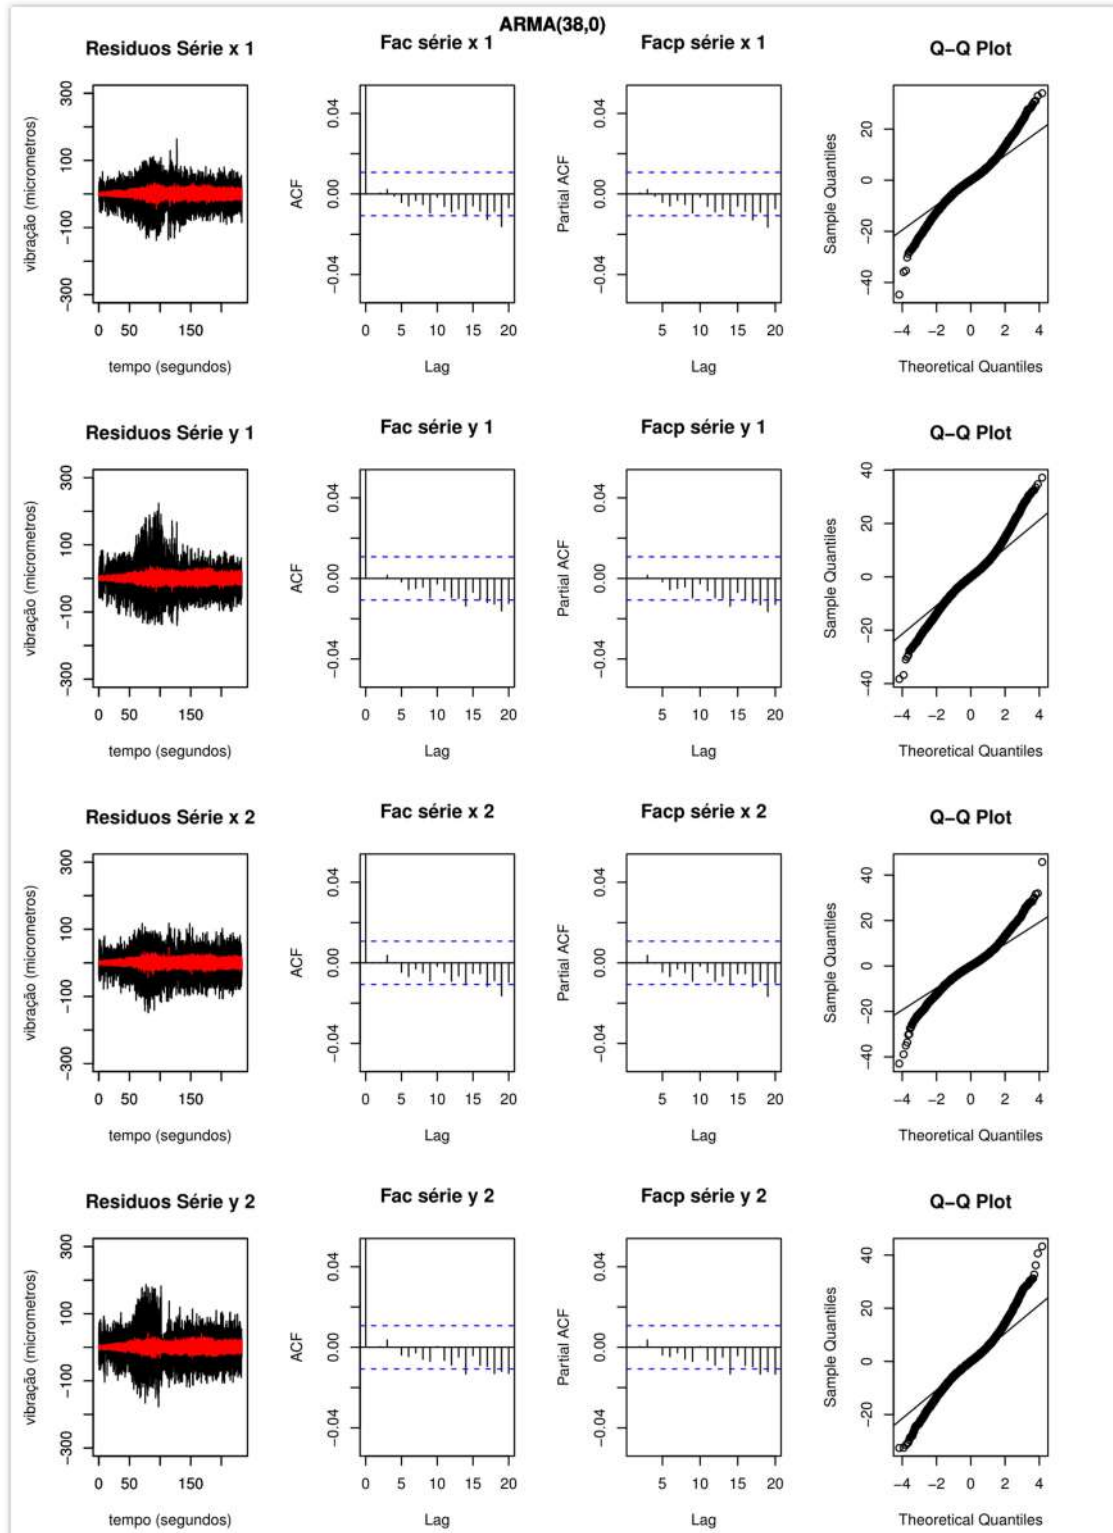 ARMA(38,0)
Residuos Série x 1
Fac série x 1
Facp série x 1
Q−Q Plot
vibração (micrometros)
300
100
−100
−300
0 50 150
tempo (segundos)
ACF
0.04
0.00
−0.04
0 5 10 15 20
Lag
Partial ACF
0.04
0.00
−0.04
5 10 15 20
Lag
Sample Quantiles
20
0
−20
−40
−4 −2 0 2 4
Theoretical Quantiles
Residuos Série y 1
Fac série y 1
Facp série y 1
Q−Q Plot
vibração (micrometros)
300
100
−100
−300
0 50 150
tempo (segundos)
ACF
0.04
0.00
−0.04
0 5 10 15 20
Lag
Partial ACF
0.04
0.00
−0.04
5 10 15 20
Lag
Sample Quantiles
40
20
0
−20
−40
−4 −2 0 2 4
Theoretical Quantiles
Residuos Série x 2
Fac série x 2
Facp série x 2
Q−Q Plot
vibração (micrometros)
300
100
−100
−300
0 50 150
tempo (segundos)
ACF
0.04
0.00
−0.04
0 5 10 15 20
Lag
Partial ACF
0.04
0.00
−0.04
5 10 15 20
Lag
Sample Quantiles
40
20
0
−20
−40
−4 −2 0 2 4
Theoretical Quantiles
Residuos Série y 2
Fac série y 2
Facp série y 2
Q−Q Plot
vibração (micrometros)
300
100
−100
−300
0 50 150
tempo (segundos)
ACF
0.04
0.00
−0.04
0 5 10 15 20
Lag
Partial ACF
0.04
0.00
−0.04
5 10 15 20
Lag
Sample Quantiles
40
20
0
−20
−4 −2 0 2 4
Theoretical Quantiles